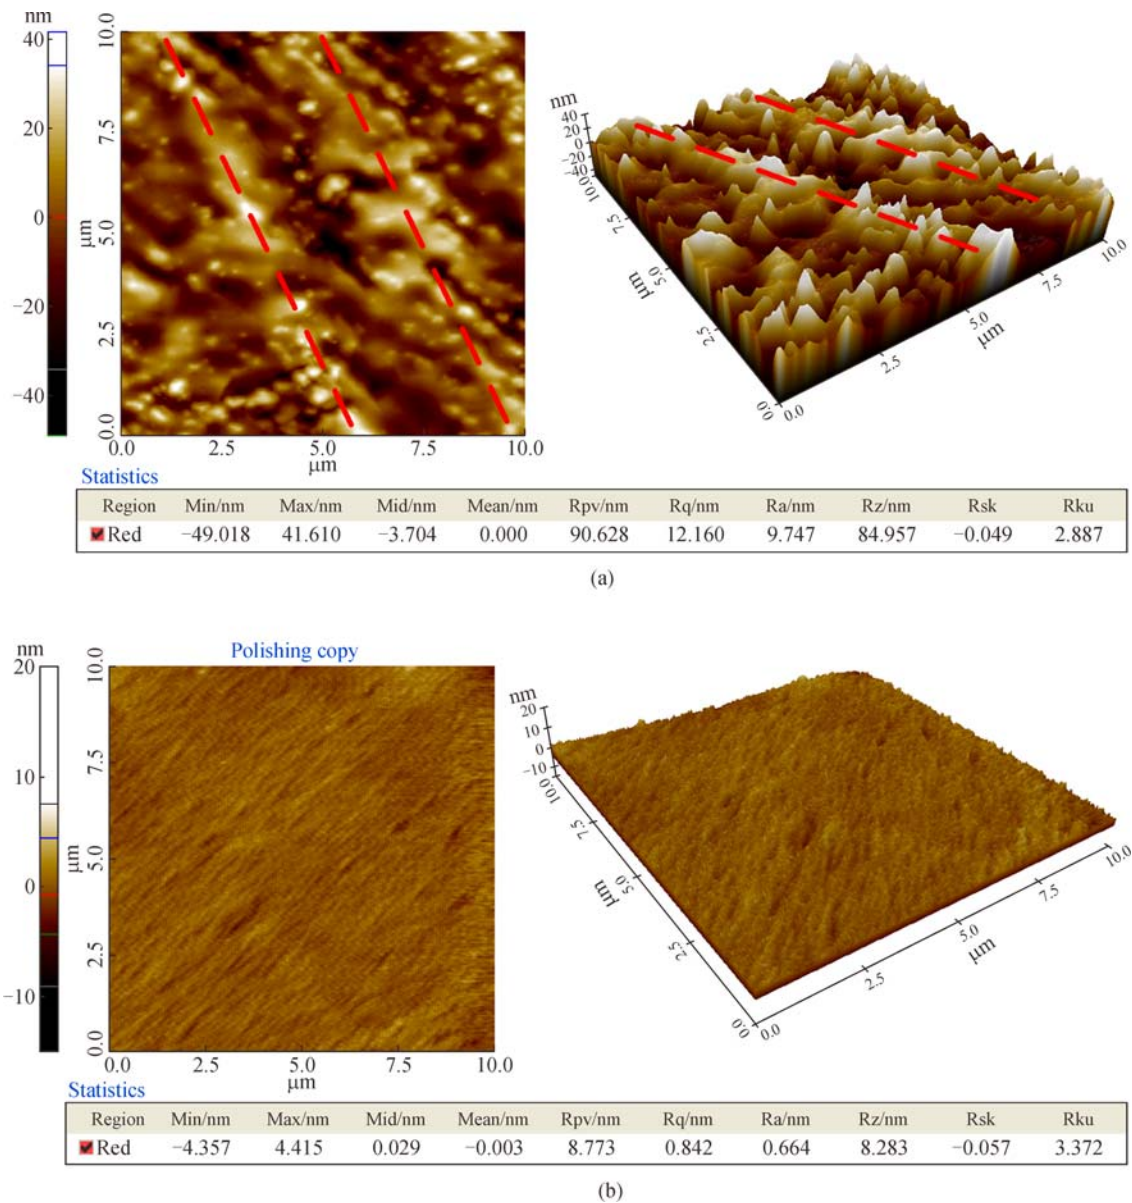 nm
40
20
0
−20
−40
10.0
7.5
5.0
2.5
0.0
μm
0.0 2.5 5.0 7.5 10.0
μm
nm
40
20
0
−20
−40
10.0
7.5
5.0
2.5
0.0
μm
0.0
2.5
5.0
7.5
10.0
μm
Statistics
Region Min/nm Max/nm Mid/nm Mean/nm Rpv/nm Rq/nm Ra/nm Rz/nm Rsk Rku
Red −49.018 41.610 −3.704 0.000 90.628 12.160 9.747 84.957 −0.049 2.887
(a)
nm
20
10
0
−10
Polishing copy
10.0
7.5
5.0
2.5
0.0
μm
0.0 2.5 5.0 7.5 10.0
μm
nm
20
10
0
−10
10.0
7.5
5.0
2.5
0.0
μm
0.0
2.5
5.0
7.5
10.0
μm
Statistics
Region Min/nm Max/nm Mid/nm Mean/nm Rpv/nm Rq/nm Ra/nm Rz/nm Rsk Rku
Red −4.357 4.415 0.029 −0.003 8.773 0.842 0.664 8.283 −0.057 3.372
(b)